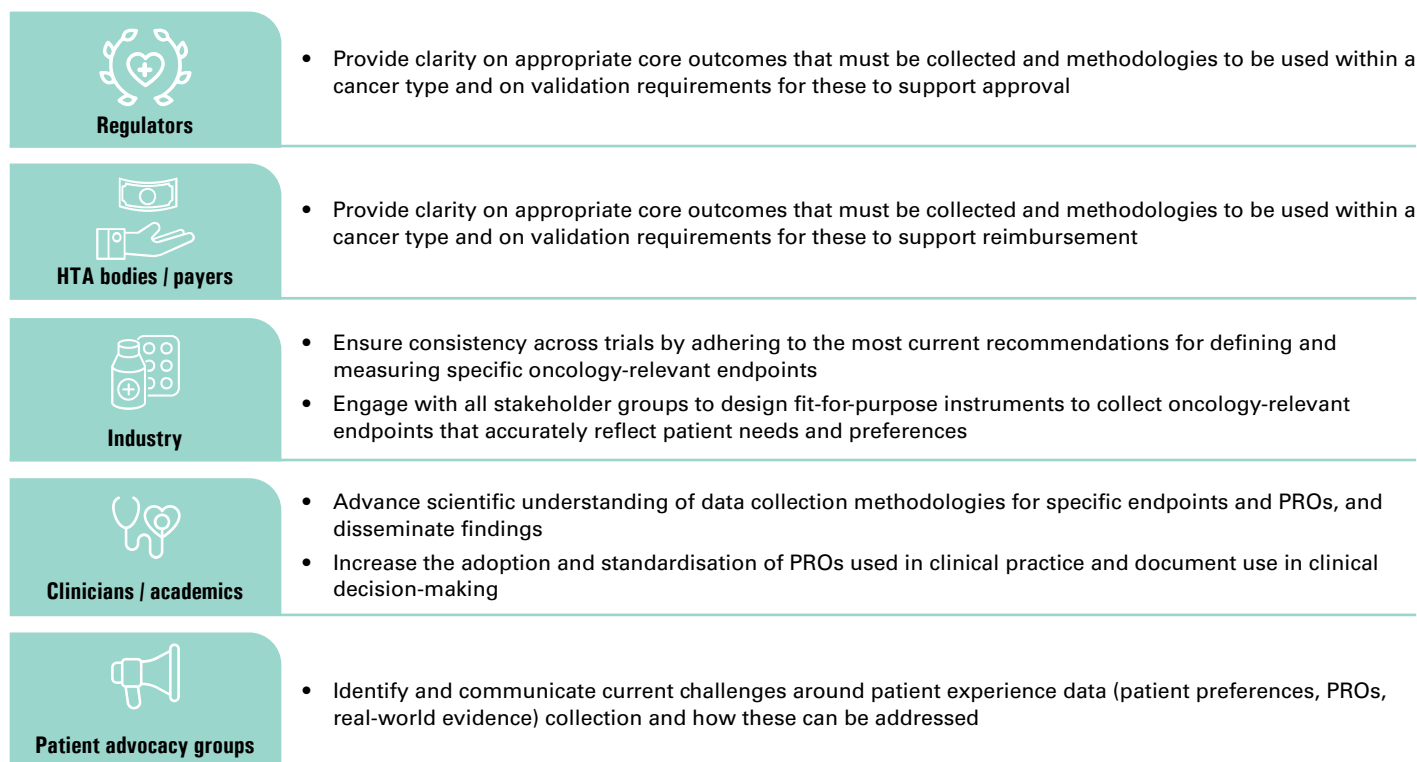 Regulators
• Provide clarity on appropriate core outcomes that must be collected and methodologies to be used within a
cancer type and on validation requirements for these to support approval
HTA bodies / payers
• Provide clarity on appropriate core outcomes that must be collected and methodologies to be used within a
cancer type and on validation requirements for these to support reimbursement
Industry
• Ensure consistency across trials by adhering to the most current recommendations for defining and
measuring specific oncology-relevant endpoints
• Engage with all stakeholder groups to design fit-for-purpose instruments to collect oncology-relevant
endpoints that accurately reflect patient needs and preferences
Clinicians / academics
• Advance scientific understanding of data collection methodologies for specific endpoints and PROs, and
disseminate findings
• Increase the adoption and standardisation of PROs used in clinical practice and document use in clinical
decision-making
Patient advocacy groups
• Identify and communicate current challenges around patient experience data (patient preferences, PROs,
real-world evidence) collection and how these can be addressed